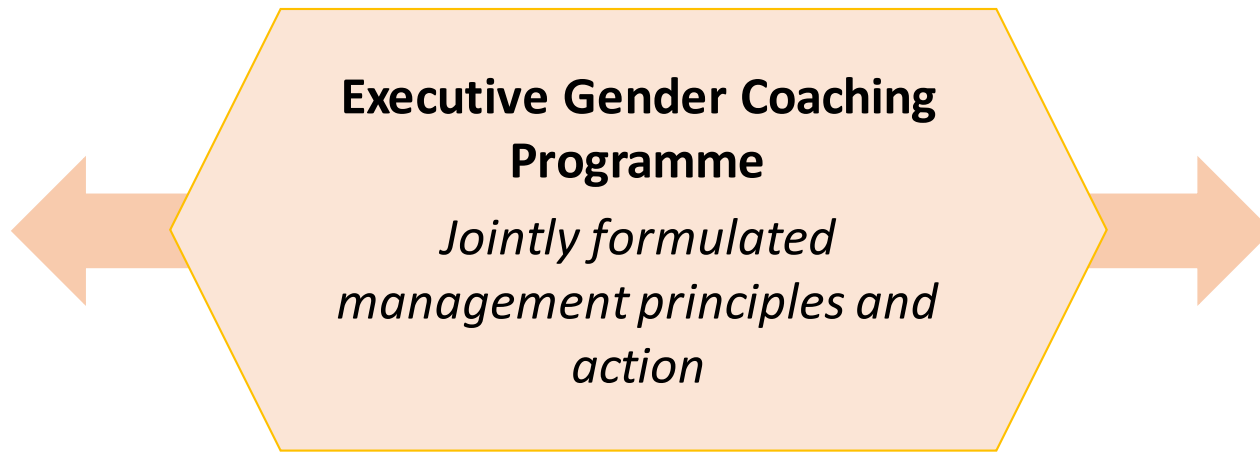 Executive Gender Coaching
Programme
Jointly formulated
management principles and
action